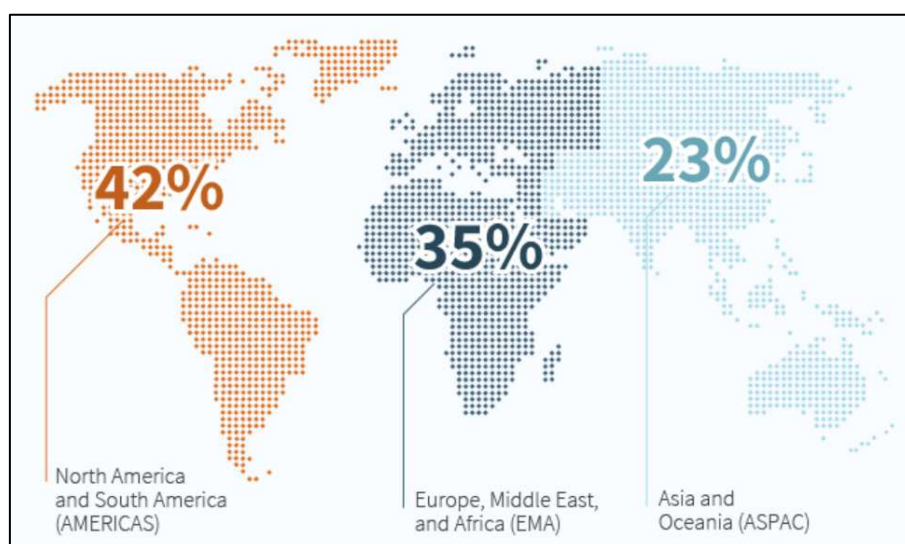 42%
35%
23%
North America
and South America
(AMERICAS)
Europe, Middle East,
and Africa (EMA)
Asia and
Oceania (ASPAC)